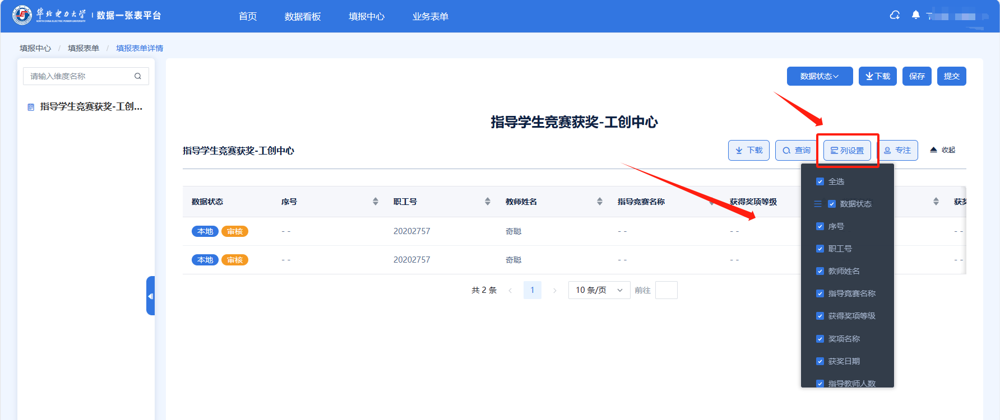 华北电力大学 | 数据一张表平台
NORTH CHINA ELECTRIC POWER UNIVERSITY
首页 数据看板 填报中心 业务表单
填报中心 / 填报表单 / 填报表单详情
请输入维度名称
指导学生竞赛获奖-工创...
数据状态 下载 保存 提交
指导学生竞赛获奖-工创中心
指导学生竞赛获奖-工创中心
下载 查询 列设置 专注 收起
数据状态 序号 职工号 教师姓名 指导竞赛名称 获得奖项等级 获奖
本地 审核 - - 20202757 奇聪 - - - - - -
本地 审核 - - 20202757 奇聪 - - - - - -
共 2 条 1 10 条/页 前往
全选
数据状态
序号
职工号
教师姓名
指导竞赛名称
获得奖项等级
奖项名称
获奖日期
指导教师人数